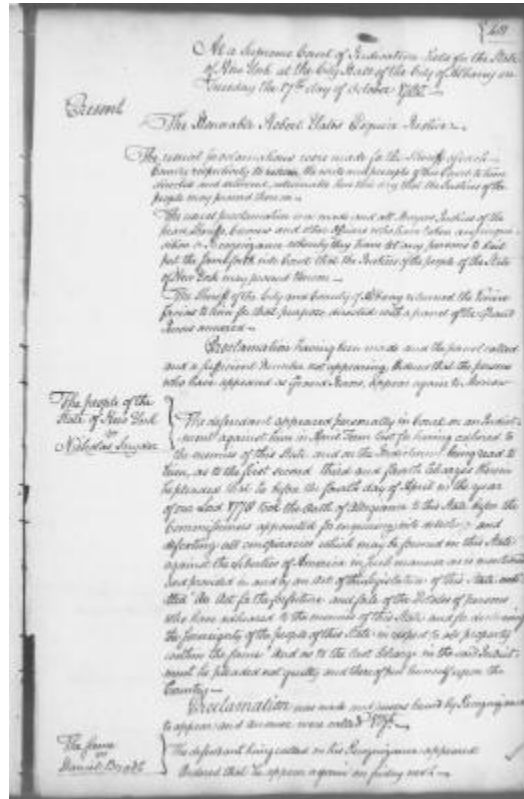 At a Supreme Court of Judicature held for the State
of New York at the City Hall of the City of Albany on
Tuesday the 17th day of October
Present
The Honorable Robert Yates Esquire Justice
The usual proclamations were made for the Sheriff of each
County respectively to return the writs and precepts of this Court to them
directed and delivered, returnable here this day that the Justices of the
people may proceed thereon
The usual proclamation was made and all Mayors Justices of the
peace, Sheriffs, Coroners and other officers who have taken any inqui-
sition or Recognizance whereby they have let any persons to Bail
put the same forth into Court that the Justices of the people of the State
of New York may proceed thereon
The Sheriff of the City and County of Albany returned the Venire
facias to him for that purpose directed with a panel of the Grand
Jurors annexed
Proclamation having been made and the panel called
and a sufficient Number not appearing Ordered that the persons
who have appeared as Grand Jurors, appear again to Morrow
The people of the
State of New York
vs
Nicholas Snyder
The defendant appeared personally in Court on an Indict-
ment against him in Term last for having adhered to
the enemies of this State and on the Indictment being read to
him, as to the first second third and fourth Charges therein
he pleaded that he before the fourth day of April in the year
of our Lord 1778 took the Oath of Allegiance to this State before the
Commissioners appointed for enquiring into detecting and
defeating all conspiracies which may be formed in this State
against the Liberties of America in such manner as is mentioned
and provided in and by an Act of the Legislature of this State
"An Act for the forfeiture and sale of the Estates of persons
who have adhered to the enemies of this State and for declaring
the Sovereignty of the people of this State in respect to all property
within the same" And as to the last Charge in the said Indict-
ment he pleaded not guilty and thereof put himself upon the
Country
Proclamation was made and persons bound by Recognizance
to appear and answer were called
The Same
vs
Daniel
The defendant being called on his Recognizance appeared
Ordered that he appear again on friday next